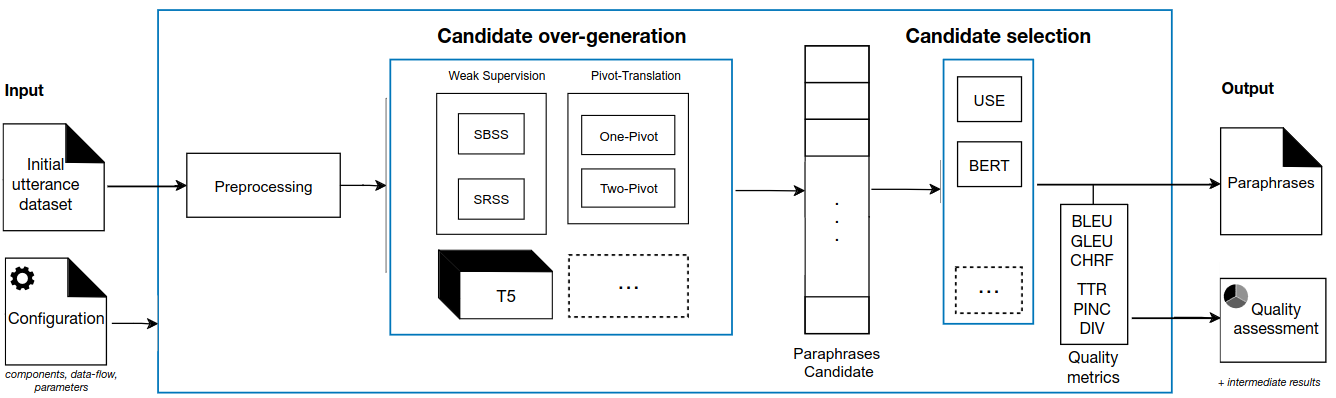 Input
Initial
utterance
dataset
Configuration
components, data-flow,
parameters
Preprocessing
Candidate over-generation
Weak Supervision
SBSS
SRSS
Pivot-Translation
One-Pivot
Two-Pivot
T5
...
.
.
.
Paraphrases
Candidate
Candidate selection
USE
BERT
...
BLEU
GLEU
CHRF
TTR
PINC
DIV
Quality
metrics
Output
Paraphrases
Quality
assessment
+ intermediate results